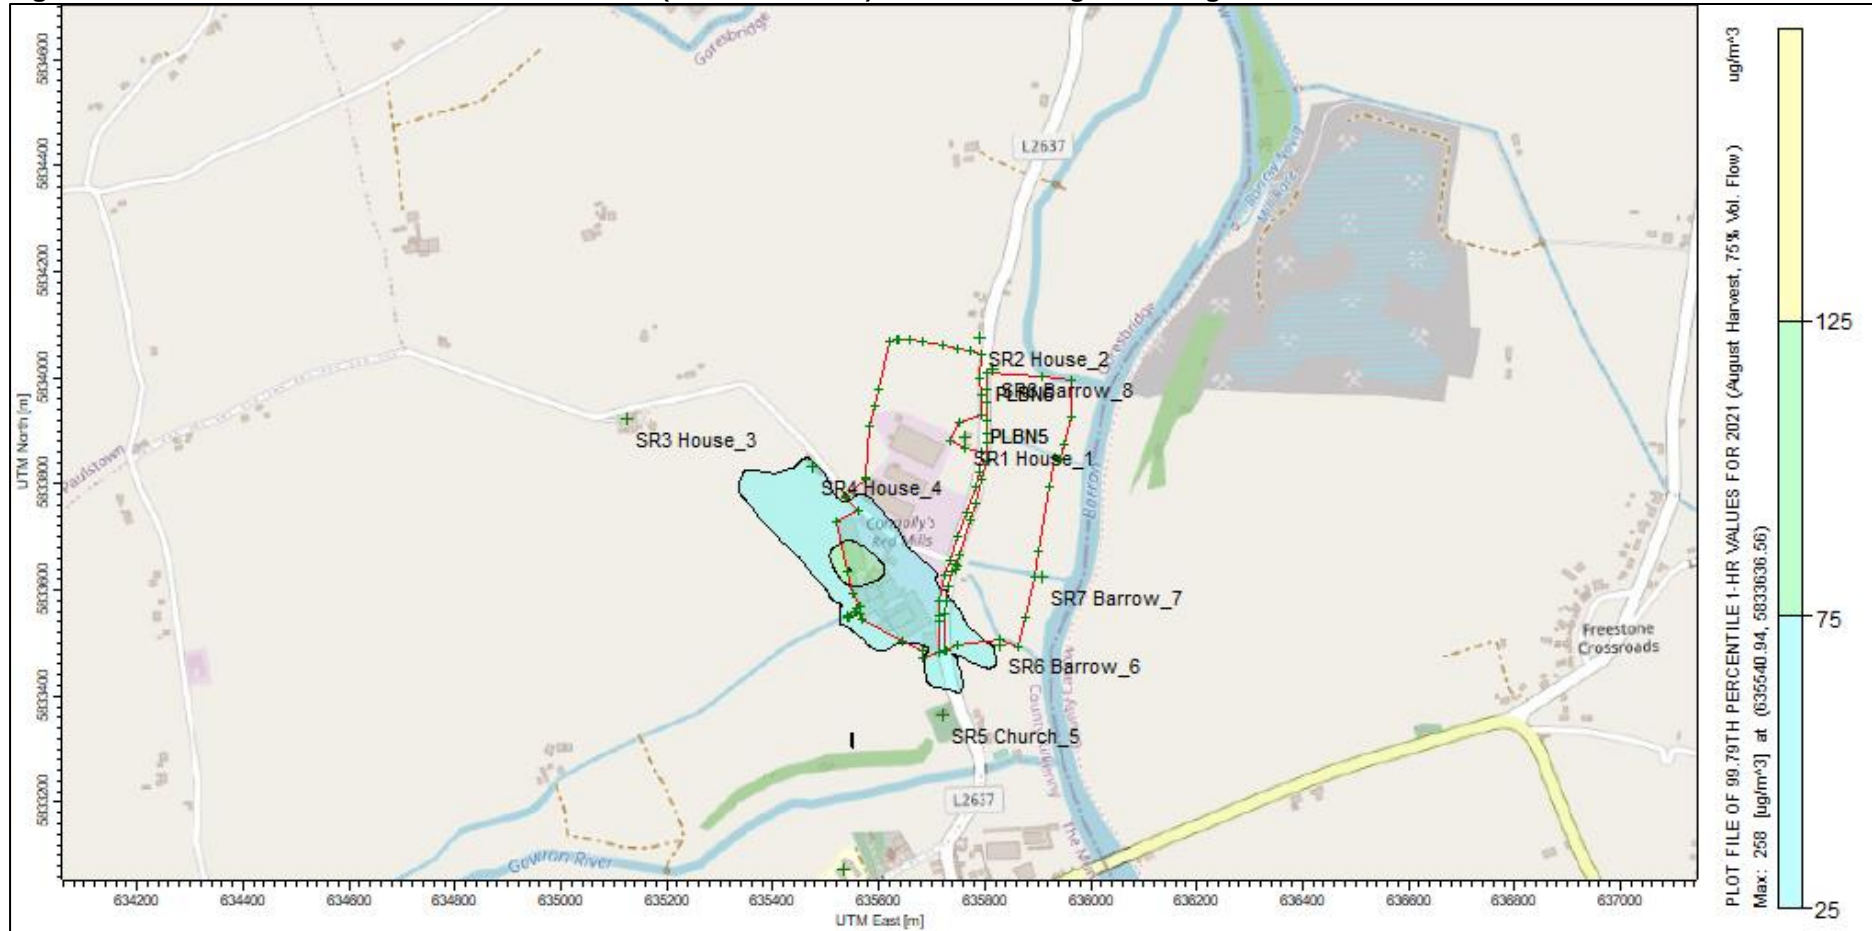 5834600
5834400
5834200
5834000
5833800
5833600
5833400
5833200
UTM North [m]
Goresbridge
L2637
Barrow Navig
Mill Race
Goresbridge
SR2 House_2
Barrow_8
PLBN5
SR1 House_1
SR3 House_3
Paulstown
SR4 House_4
Connolly's
Red Mills
Barrow
SR7 Barrow_7
SR6 Barrow_6
Freestone
Crossroads
SR5 Church_5
L2637
Gowran River
634200
634400
634600
634800
635000
635200
635400
635600
635800
636000
636200
636400
636600
636800
637000
UTM East [m]
PLOT FILE OF 99.79TH PERCENTILE 1-HR VALUES FOR 2021 (August Harvest, 75% Vol. Flow) ug/m^3
Max: 258 [ug/m^3] at (635540.94, 5833636.56)
125
75
25